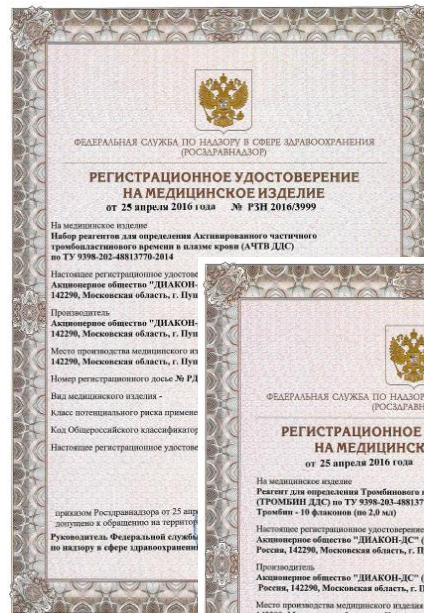 ФЕДЕРАЛЬНАЯ СЛУЖБА ПО НАДЗОРУ В СФЕРЕ ЗДРАВООХРАНЕНИЯ
(РОСЗДРАВНАДЗОР)
РЕГИСТРАЦИОННОЕ УДОСТОВЕРЕНИЕ
НА МЕДИЦИНСКОЕ ИЗДЕЛИЕ
от 25 апреля 2016 года № РЗН 2016/3999
На медицинское изделие
Набор реагентов для определения Активированного частичного
тромбопластинового времени в плазме крови (АЧТВ ДДС)
по ТУ 9398-202-48813770-2014
Настоящее регистрационное удостове
Акционерное общество "ДИАКОН-
142290, Московская область, г. Пущ
Производитель
Акционерное общество "ДИАКОН-
142290, Московская область, г. Пущ
Место производства медицинского из
142290, Московская область, г. Пущ
Номер регистрационного досье № РД
Вид медицинского изделия -
Класс потенциального риска примене
Код Общероссийского классификатор
Настоящее регистрационное удостове
приказом Росздравнадзора от 25 апр
допущено к обращению на территор
Руководитель Федеральной службы
по надзору в сфере здравоохранения
ФЕДЕРАЛЬНАЯ СЛУЖБА ПО НАДЗОР
(РОСЗДРАВН
РЕГИСТРАЦИОННОЕ
НА МЕДИЦИНСК
от 25 апреля 2016 года
На медицинское изделие
Реагент для определения Тромбинового
(ТРОМБИН ДДС) по ТУ 9398-203-488137
Тромбин - 10 флаконов (по 2,0 мл)
Настоящее регистрационное удостоверение
Акционерное общество "ДИАКОН-ДС" (
Россия, 142290, Московская область, г. П
Производитель
Акционерное общество "ДИАКОН-ДС" (
Россия, 142290, Московская область, г. П
Место производства медицинского изделия